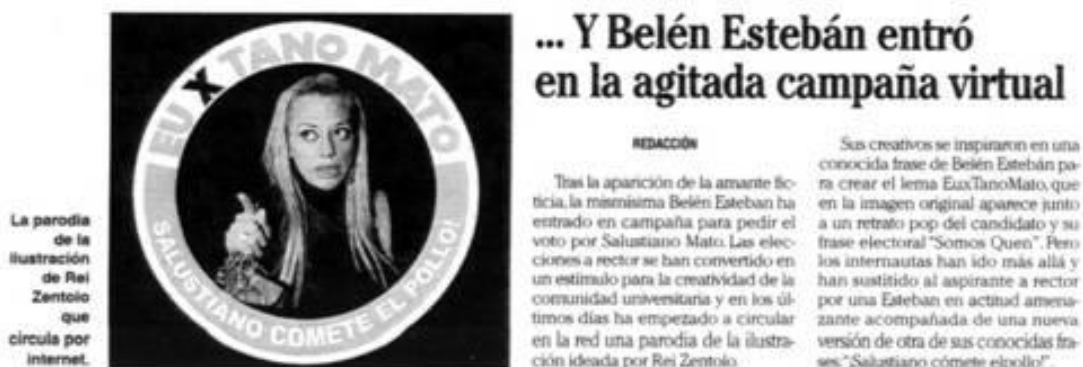 ... Y Belén Estebán entró
en la agitada campaña virtual
EU X TANO MATO
SALUSTIANO COMETE EL POLLO!
La parodia
de la
ilustración
de Rei
Zentolo
que
circula por
internet.
REDACCIÓN
Tras la aparición de la amante fic-
ticia, la mismísima Belén Esteban ha
entrado en campaña para pedir el
voto por Salustiano Mato. Las elec-
ciones a rector se han convertido en
un estímulo para la creatividad de la
comunidad universitaria y en los úl-
timos días ha empezado a circular
en la red una parodia de la ilustra-
ción ideada por Rei Zentolo.
Sus creativos se inspiraron en una
conocida frase de Belén Estebán pa-
ra crear el lema EuxTanoMato, que
en la imagen original aparece junto
a un retrato pop del candidato y su
frase electoral "Somos Quen". Pero
los internautas han ido más allá y
han sustitido al aspirante a rector
por una Esteban en actitud amena-
zante acompañada de una nueva
versión de otra de sus conocidas fra-
ses: "¡Salustiano cómete elpollo!".